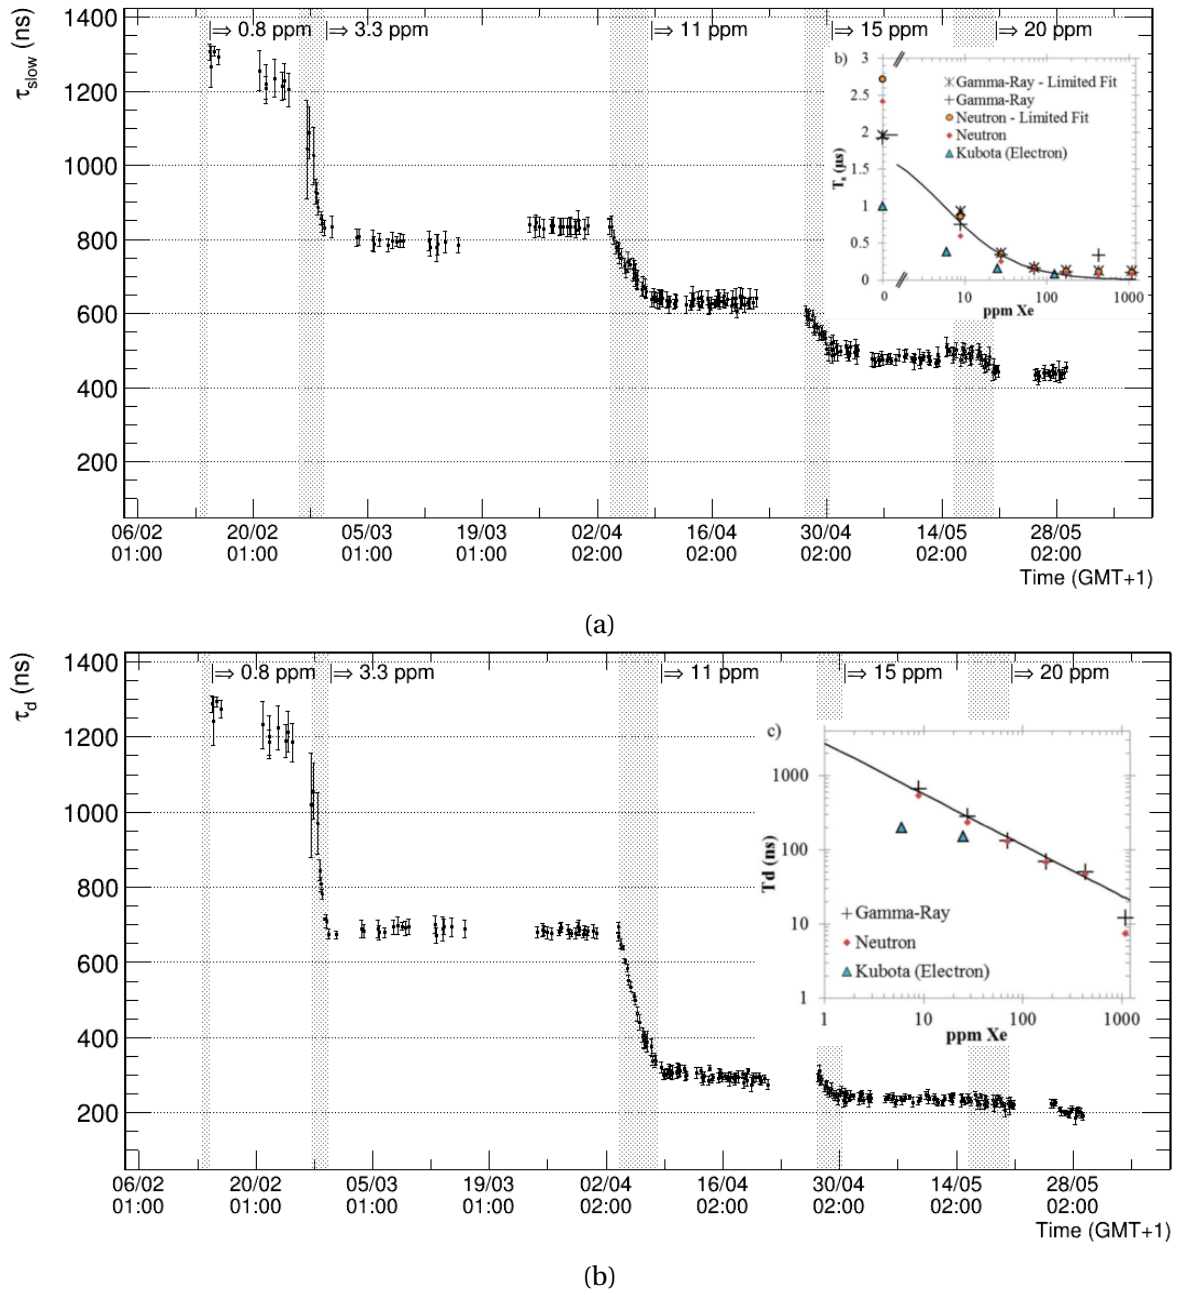 τslow (ns)
1400
1200
1000
800
600
400
200
⇒ 0.8 ppm
⇒ 3.3 ppm
⇒ 11 ppm
⇒ 15 ppm
⇒ 20 ppm
b)
3
2.5
2
1.5
1
0.5
0
Ts (μs)
Gamma-Ray - Limited Fit
Gamma-Ray
Neutron - Limited Fit
Neutron
Kubota (Electron)
0 10 100 1000
ppm Xe
06/02 20/02 05/03 19/03 02/04 16/04 30/04 14/05 28/05
01:00 01:00 01:00 01:00 02:00 02:00 02:00 02:00 02:00
Time (GMT+1)
(a)
τd (ns)
1400
1200
1000
800
600
400
200
⇒ 0.8 ppm
⇒ 3.3 ppm
⇒ 11 ppm
⇒ 15 ppm
⇒ 20 ppm
c)
1000
100
10
1
Td (ns)
Gamma-Ray
Neutron
Kubota (Electron)
1 10 100 1000
ppm Xe
06/02 20/02 05/03 19/03 02/04 16/04 30/04 14/05 28/05
01:00 01:00 01:00 01:00 02:00 02:00 02:00 02:00 02:00
Time (GMT+1)
(b)